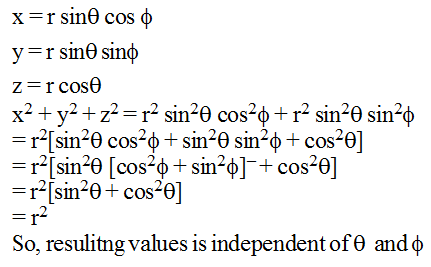 x = r sinθ cos ϕ
y = r sinθ sinϕ
z = r cosθ
x² + y² + z² = r² sin²θ cos²ϕ + r² sin²θ sin²ϕ
= r²[sin²θ cos²ϕ + sin²θ sin²ϕ + cos²θ]
= r²[sin²θ [cos²ϕ + sin²ϕ]⁻ + cos²θ]
= r²[sin²θ + cos²θ]
= r²
So, resulitng values is independent of θ and ϕ